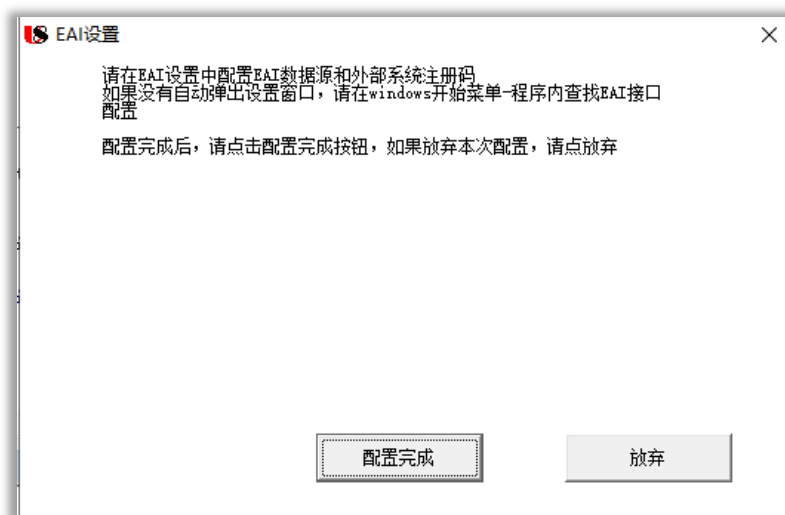 EAI设置
请在EAI设置中配置EAI数据源和外部系统注册码
如果没有自动弹出设置窗口，请在windows开始菜单-程序内查找EAI接口
配置
配置完成后，请点击配置完成按钮，如果放弃本次配置，请点放弃
配置完成 放弃